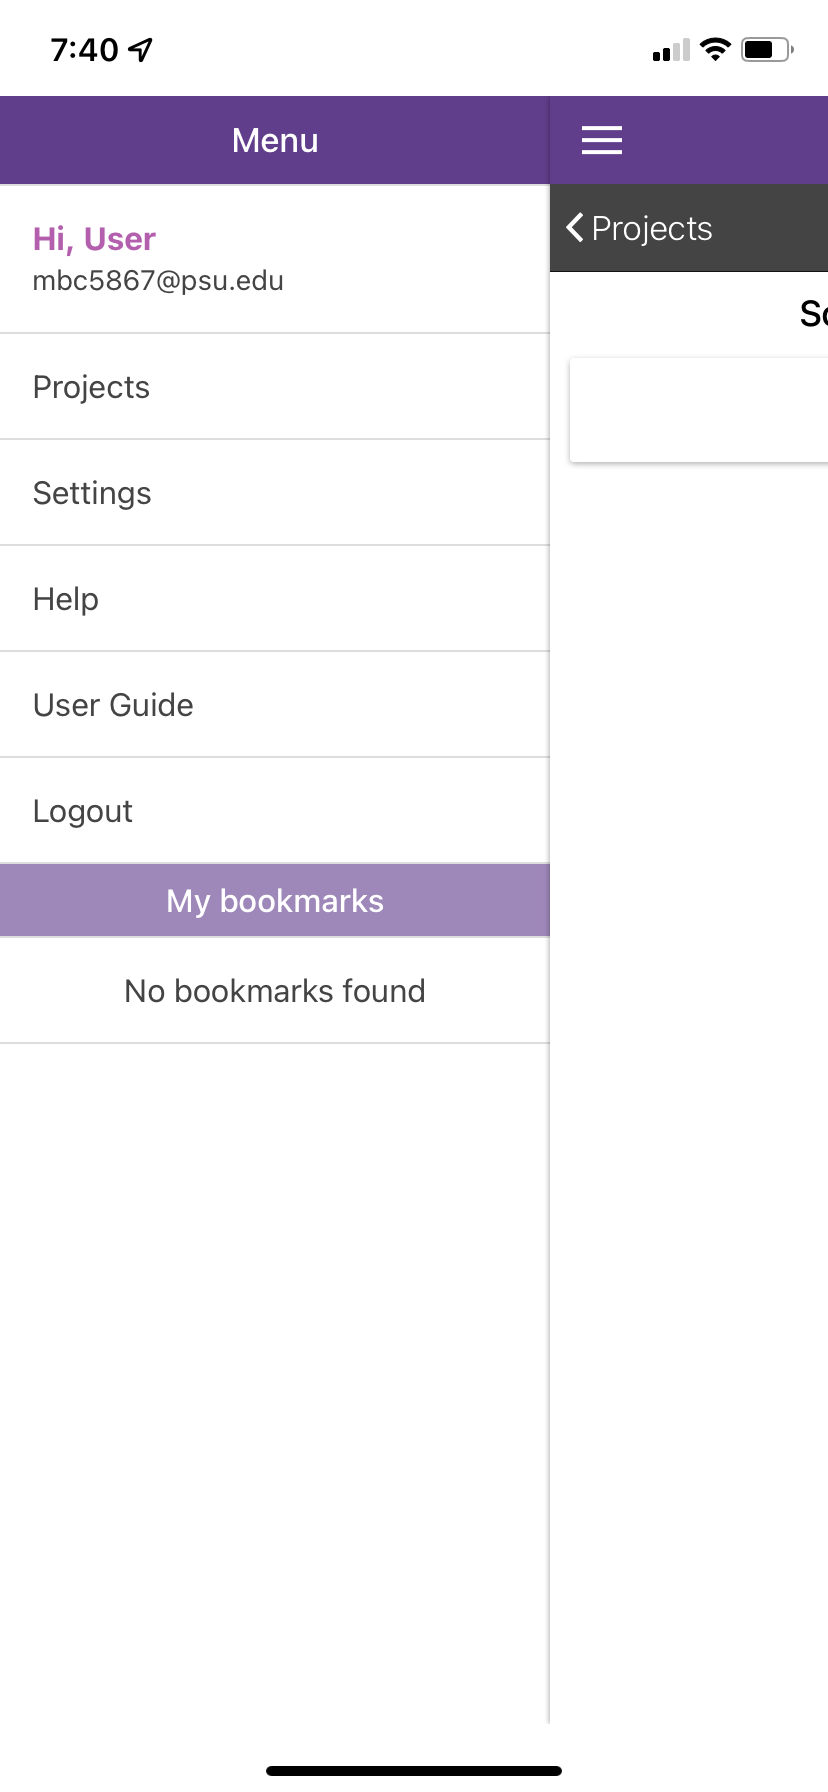 7:40
Menu
Hi, User
mbc5867@psu.edu
Projects
Settings
Help
User Guide
Logout
My bookmarks
No bookmarks found
Projects